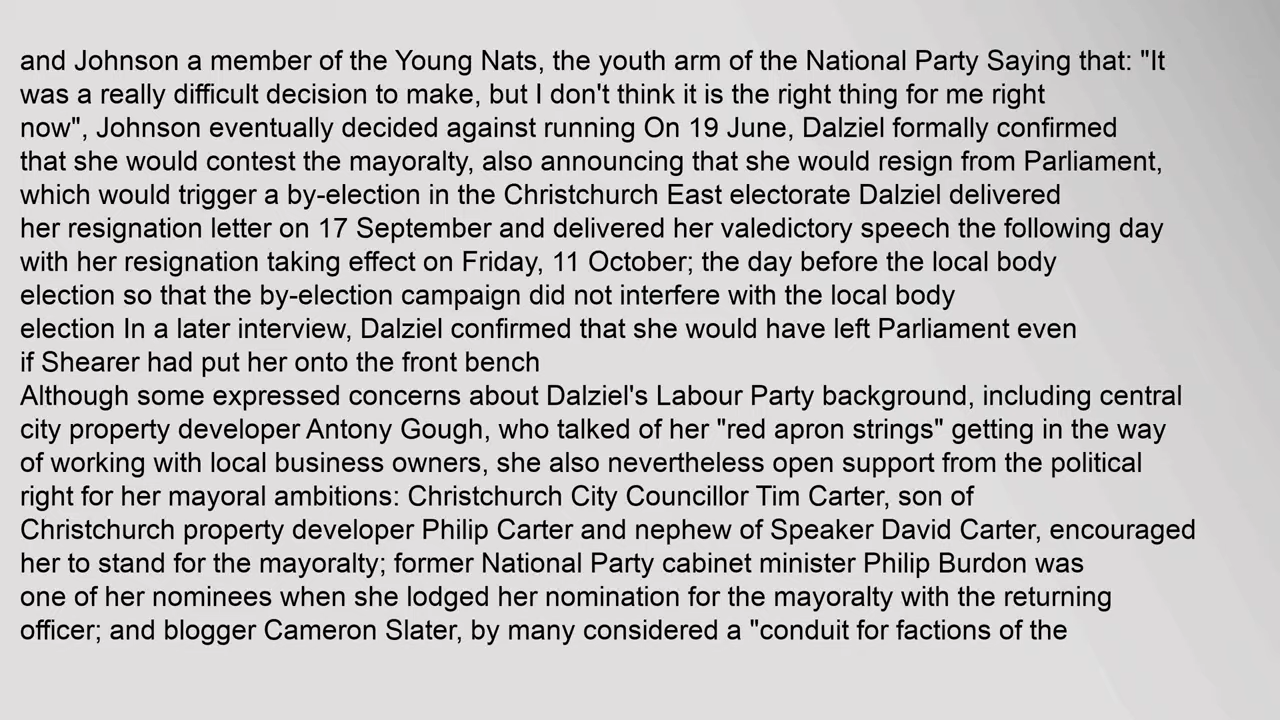 and Johnson a member of the Young Nats, the youth arm of the National Party Saying that: "It
was a really difficult decision to make, but I don't think it is the right thing for me right
now", Johnson eventually decided against running On 19 June, Dalziel formally confirmed
that she would contest the mayoralty, also announcing that she would resign from Parliament,
which would trigger a by-election in the Christchurch East electorate Dalziel delivered
her resignation letter on 17 September and delivered her valedictory speech the following day
with her resignation taking effect on Friday, 11 October; the day before the local body
election so that the by-election campaign did not interfere with the local body
election In a later interview, Dalziel confirmed that she would have left Parliament even
if Shearer had put her onto the front bench
Although some expressed concerns about Dalziel's Labour Party background, including central
city property developer Antony Gough, who talked of her "red apron strings" getting in the way
of working with local business owners, she also nevertheless open support from the political
right for her mayoral ambitions: Christchurch City Councillor Tim Carter, son of
Christchurch property developer Philip Carter and nephew of Speaker David Carter, encouraged
her to stand for the mayoralty; former National Party cabinet minister Philip Burdon was
one of her nominees when she lodged her nomination for the mayoralty with the returning
officer; and blogger Cameron Slater, by many considered a "conduit for factions of the